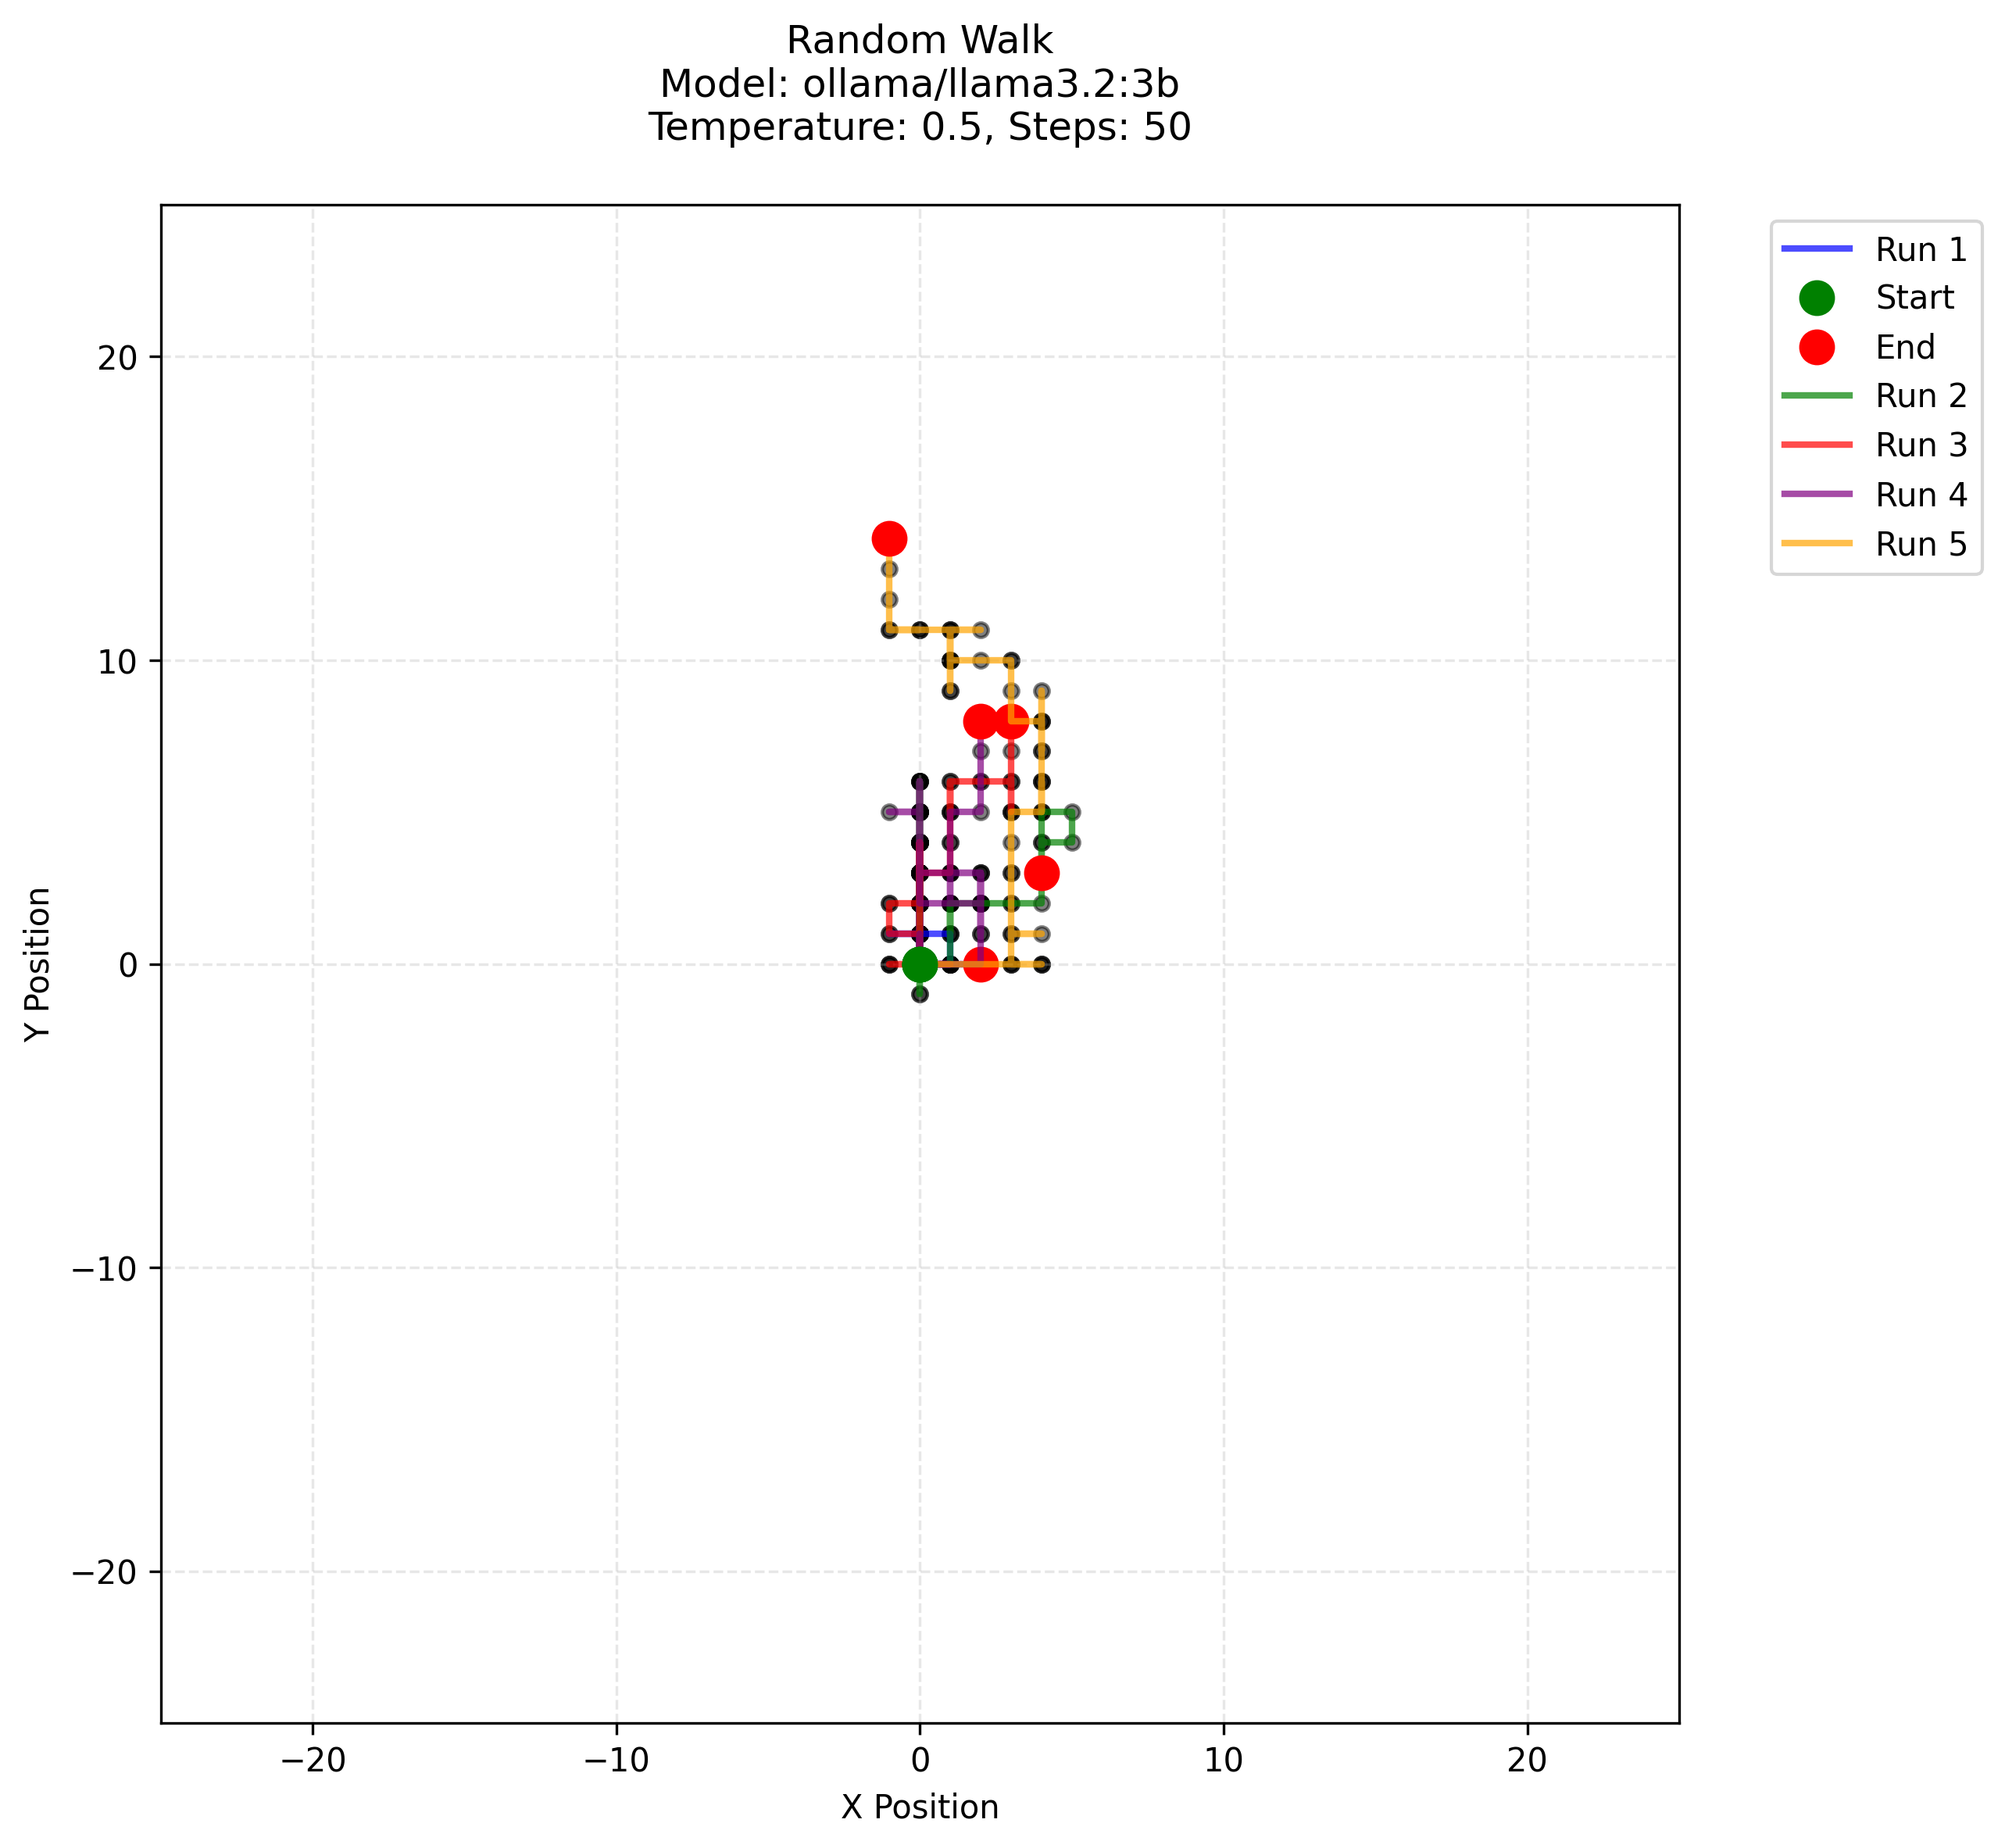 Random Walk
Model: ollama/llama3.2:3b
Temperature: 0.5, Steps: 50
Run 1
Start
End
Run 2
Run 3
Run 4
Run 5
20
10
0
−10
−20
Y Position
−20
−10
0
10
20
X Position